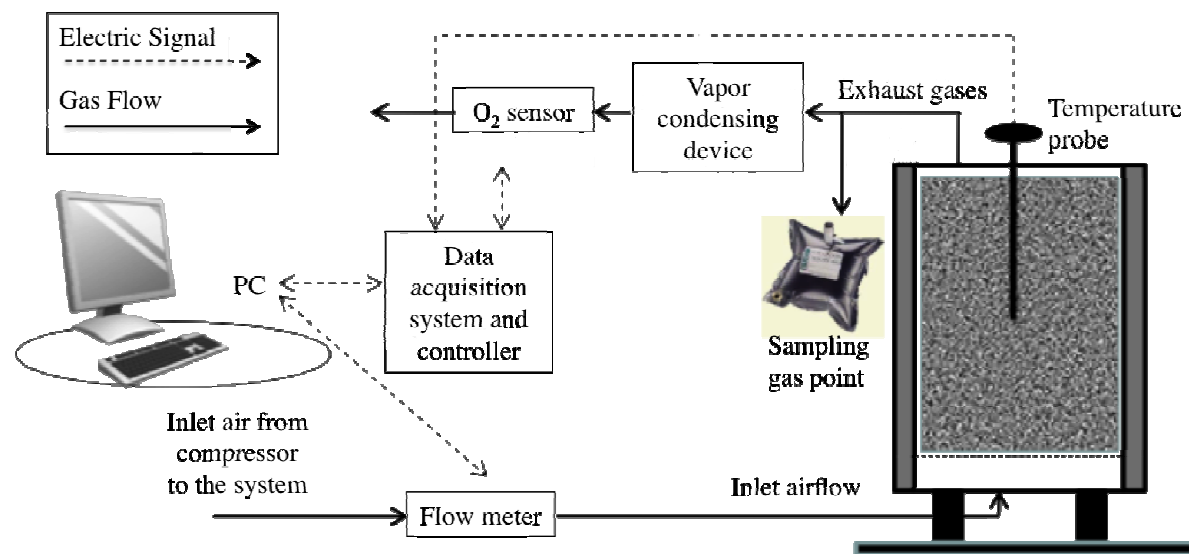 Electric Signal
Gas Flow
O₂ sensor
Vapor
condensing
device
Exhaust gases
Temperature
probe
PC
Data
acquisition
system and
controller
Sampling
gas point
Inlet air from
compressor
to the system
Flow meter
Inlet airflow